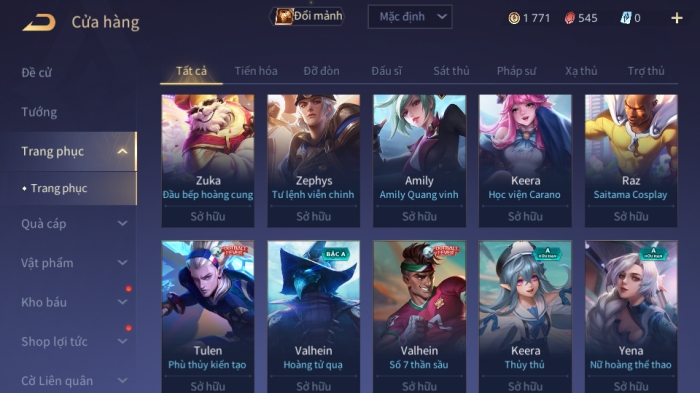 Cửa hàng
Đổi mảnh
Mặc định
1 771
545
0
Đề cử
Tướng
Trang phục
Trang phục
Quà cáp
Vật phẩm
Kho báu
Shop lợi tức
Cờ Liên quân
Tất cả
Tiến hóa
Đỡ đòn
Đấu sĩ
Sát thủ
Pháp sư
Xạ thủ
Trợ thủ
Zuka
Đầu bếp hoàng cung
Sở hữu
Zephys
Tư lệnh viễn chinh
Sở hữu
Amily
Amily Quang vinh
Sở hữu
Keera
Học viện Carano
Sở hữu
Raz
Saitama Cosplay
Sở hữu
Tulen
Phù thủy kiến tạo
Sở hữu
BẬC A
Valhein
Hoàng tử quạ
Sở hữu
Valhein
Số 7 thần sầu
Sở hữu
A
HỮU HẠN
Keera
Thủy thủ
Sở hữu
A
HỮU HẠN
Yena
Nữ hoàng thể thao
Sở hữu